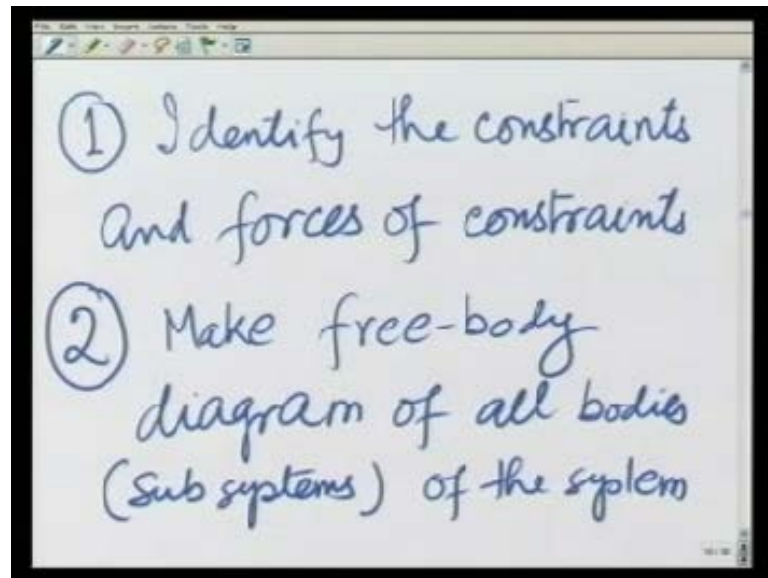 ① Identify the constraints
and forces of constraints
② Make free-body
diagram of all bodies
(sub systems) of the system